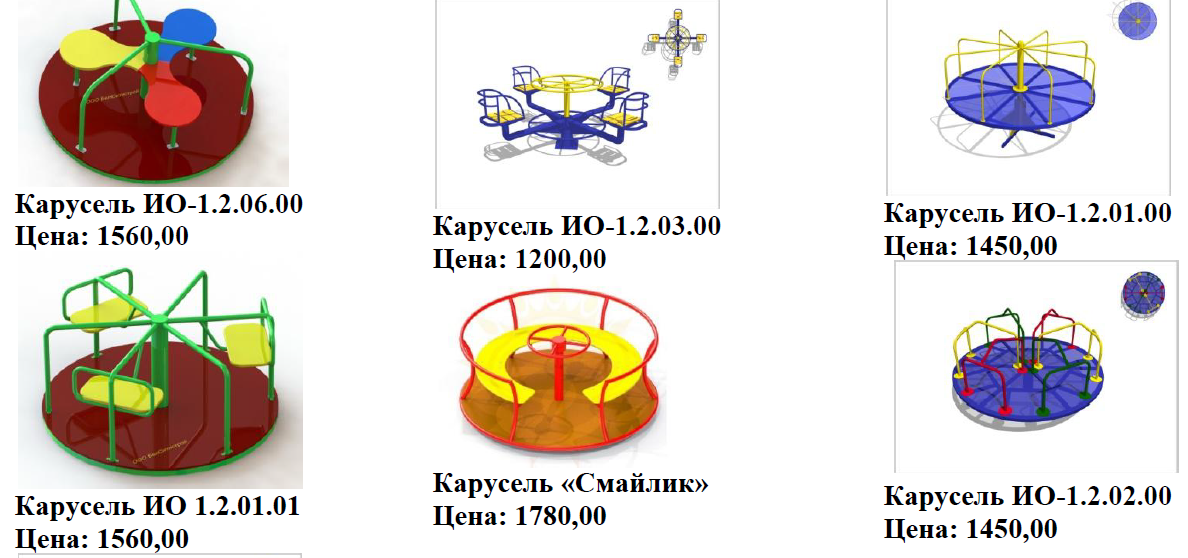 Карусель ИО-1.2.06.00
Цена: 1560,00
Карусель ИО-1.2.03.00
Цена: 1200,00
Карусель ИО-1.2.01.00
Цена: 1450,00
Карусель ИО 1.2.01.01
Цена: 1560,00
Карусель «Смайлик»
Цена: 1780,00
Карусель ИО-1.2.02.00
Цена: 1450,00